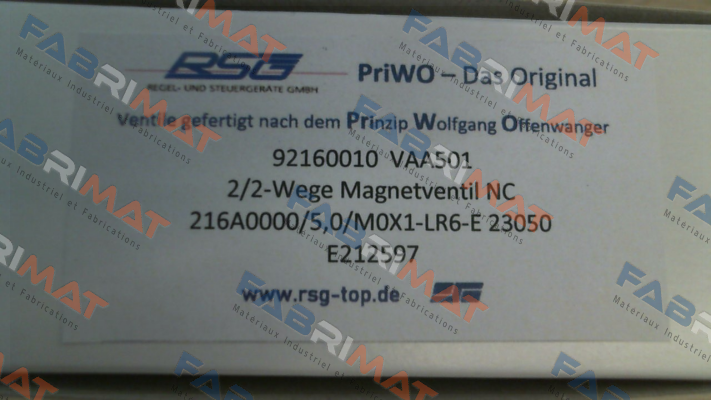 RSG
REGEL- UND STEUERGERÄTE GMBH
PriWO – Das Original
Ventile gefertigt nach dem Prinzip Wolfgang Offenwanger
92160010 VAA501
2/2-Wege Magnetventil NC
216A0000/5,0/M0X1-LR6-E 23050
E212597
www.rsg-top.de
FABRIMAT
Materiaux Industriel et Fabrications